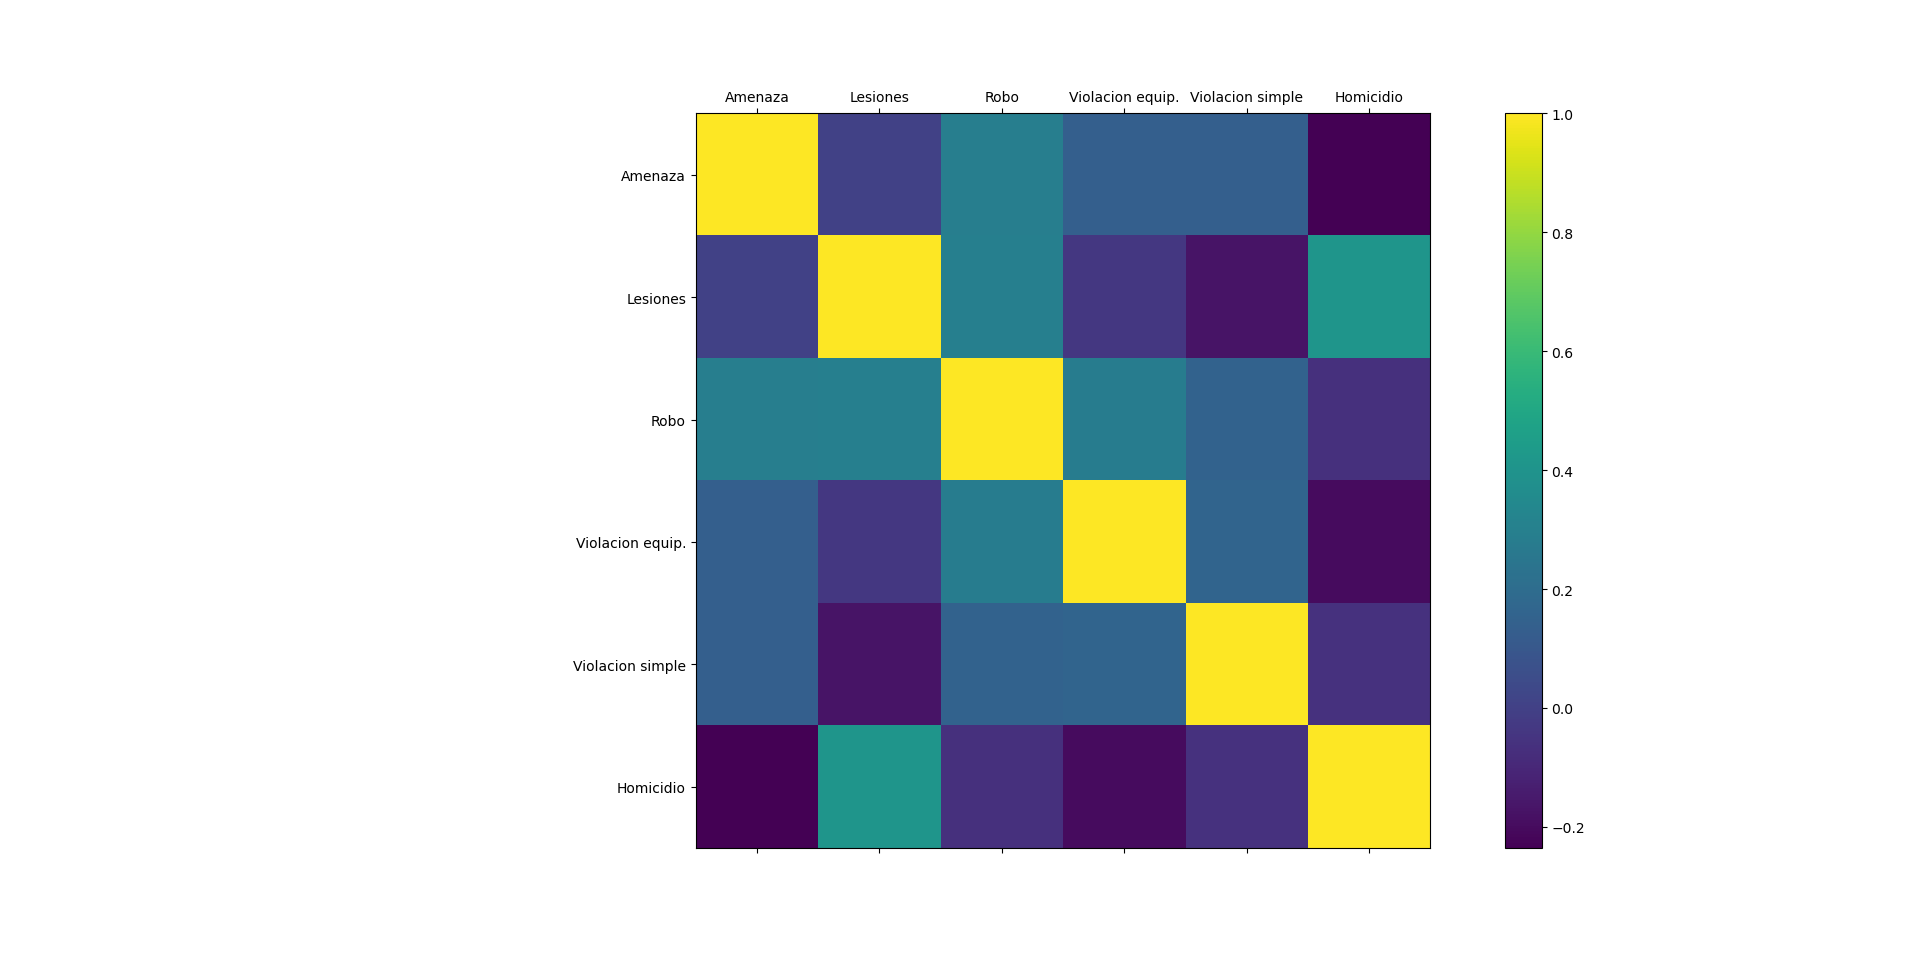 Amenaza Lesiones Robo Violacion equip. Violacion simple Homicidio
Amenaza
Lesiones
Robo
Violacion equip.
Violacion simple
Homicidio
1.0
0.8
0.6
0.4
0.2
0.0
−0.2